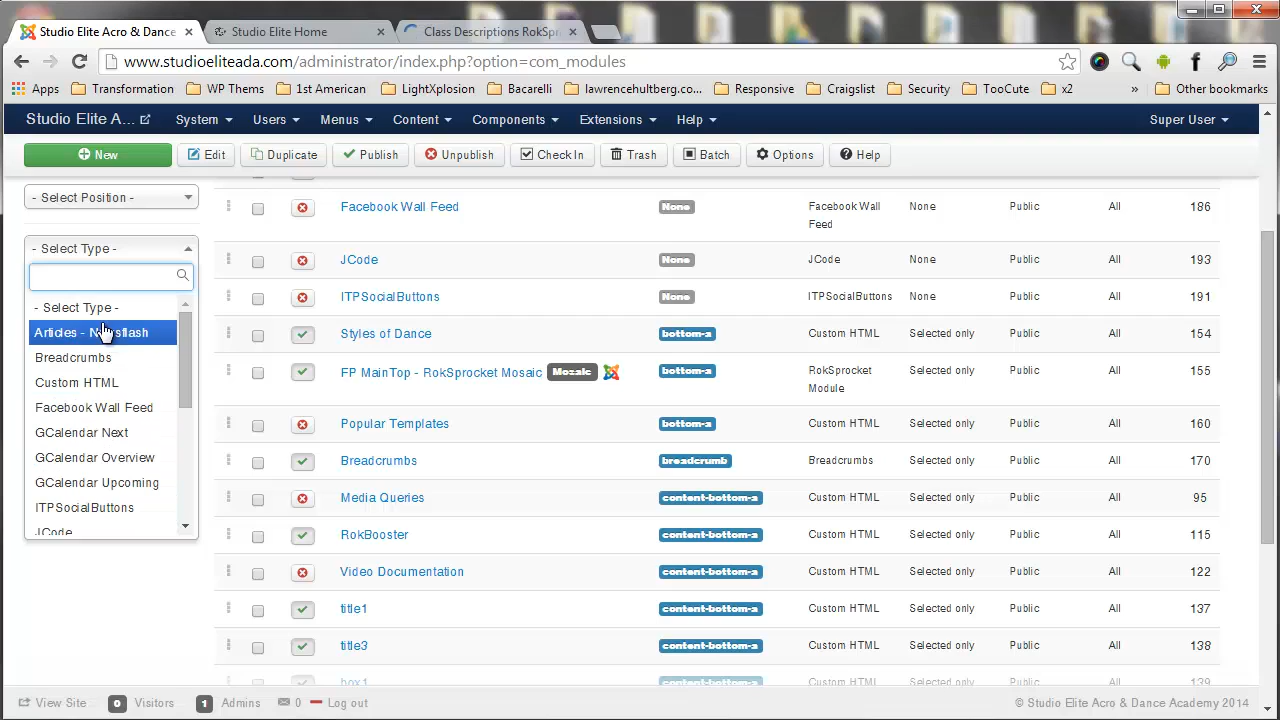 Studio Elite Acro & Dance
Studio Elite Home
Class Descriptions RokSpr
www.studioeliteada.com/administrator/index.php?option=com_modules
Apps Transformation WP Thems 1st American LightXplosion Bacarelli lawrencehultberg.co... Responsive Craigslist Security TooCute x2 » Other bookmarks
Studio Elite A... System Users Menus Content Components Extensions Help Super User
New Edit Duplicate Publish Unpublish Check In Trash Batch Options Help
- Select Position -
- Select Type -
- Select Type -
Articles - Newsflash
Breadcrumbs
Custom HTML
Facebook Wall Feed
GCalendar Next
GCalendar Overview
GCalendar Upcoming
ITPSocialButtons
JCode
Facebook Wall Feed None Facebook Wall Feed None Public All 186
JCode None JCode None Public All 193
ITPSocialButtons None ITPSocialButtons None Public All 191
Styles of Dance bottom-a Custom HTML Selected only Public All 154
FP MainTop - RokSprocket Mosaic Mozaic bottom-a RokSprocket Module Selected only Public All 155
Popular Templates bottom-a Custom HTML Selected only Public All 160
Breadcrumbs breadcrumb Breadcrumbs Selected only Public All 170
Media Queries content-bottom-a Custom HTML Selected only Public All 95
RokBooster content-bottom-a Custom HTML Selected only Public All 115
Video Documentation content-bottom-a Custom HTML Selected only Public All 122
title1 content-bottom-a Custom HTML Selected only Public All 137
title3 content-bottom-a Custom HTML Selected only Public All 138
box1 content-bottom-a Custom HTML Selected only Public All 139
View Site 0 Visitors 1 Admins 0 Log out © Studio Elite Acro & Dance Academy 2014